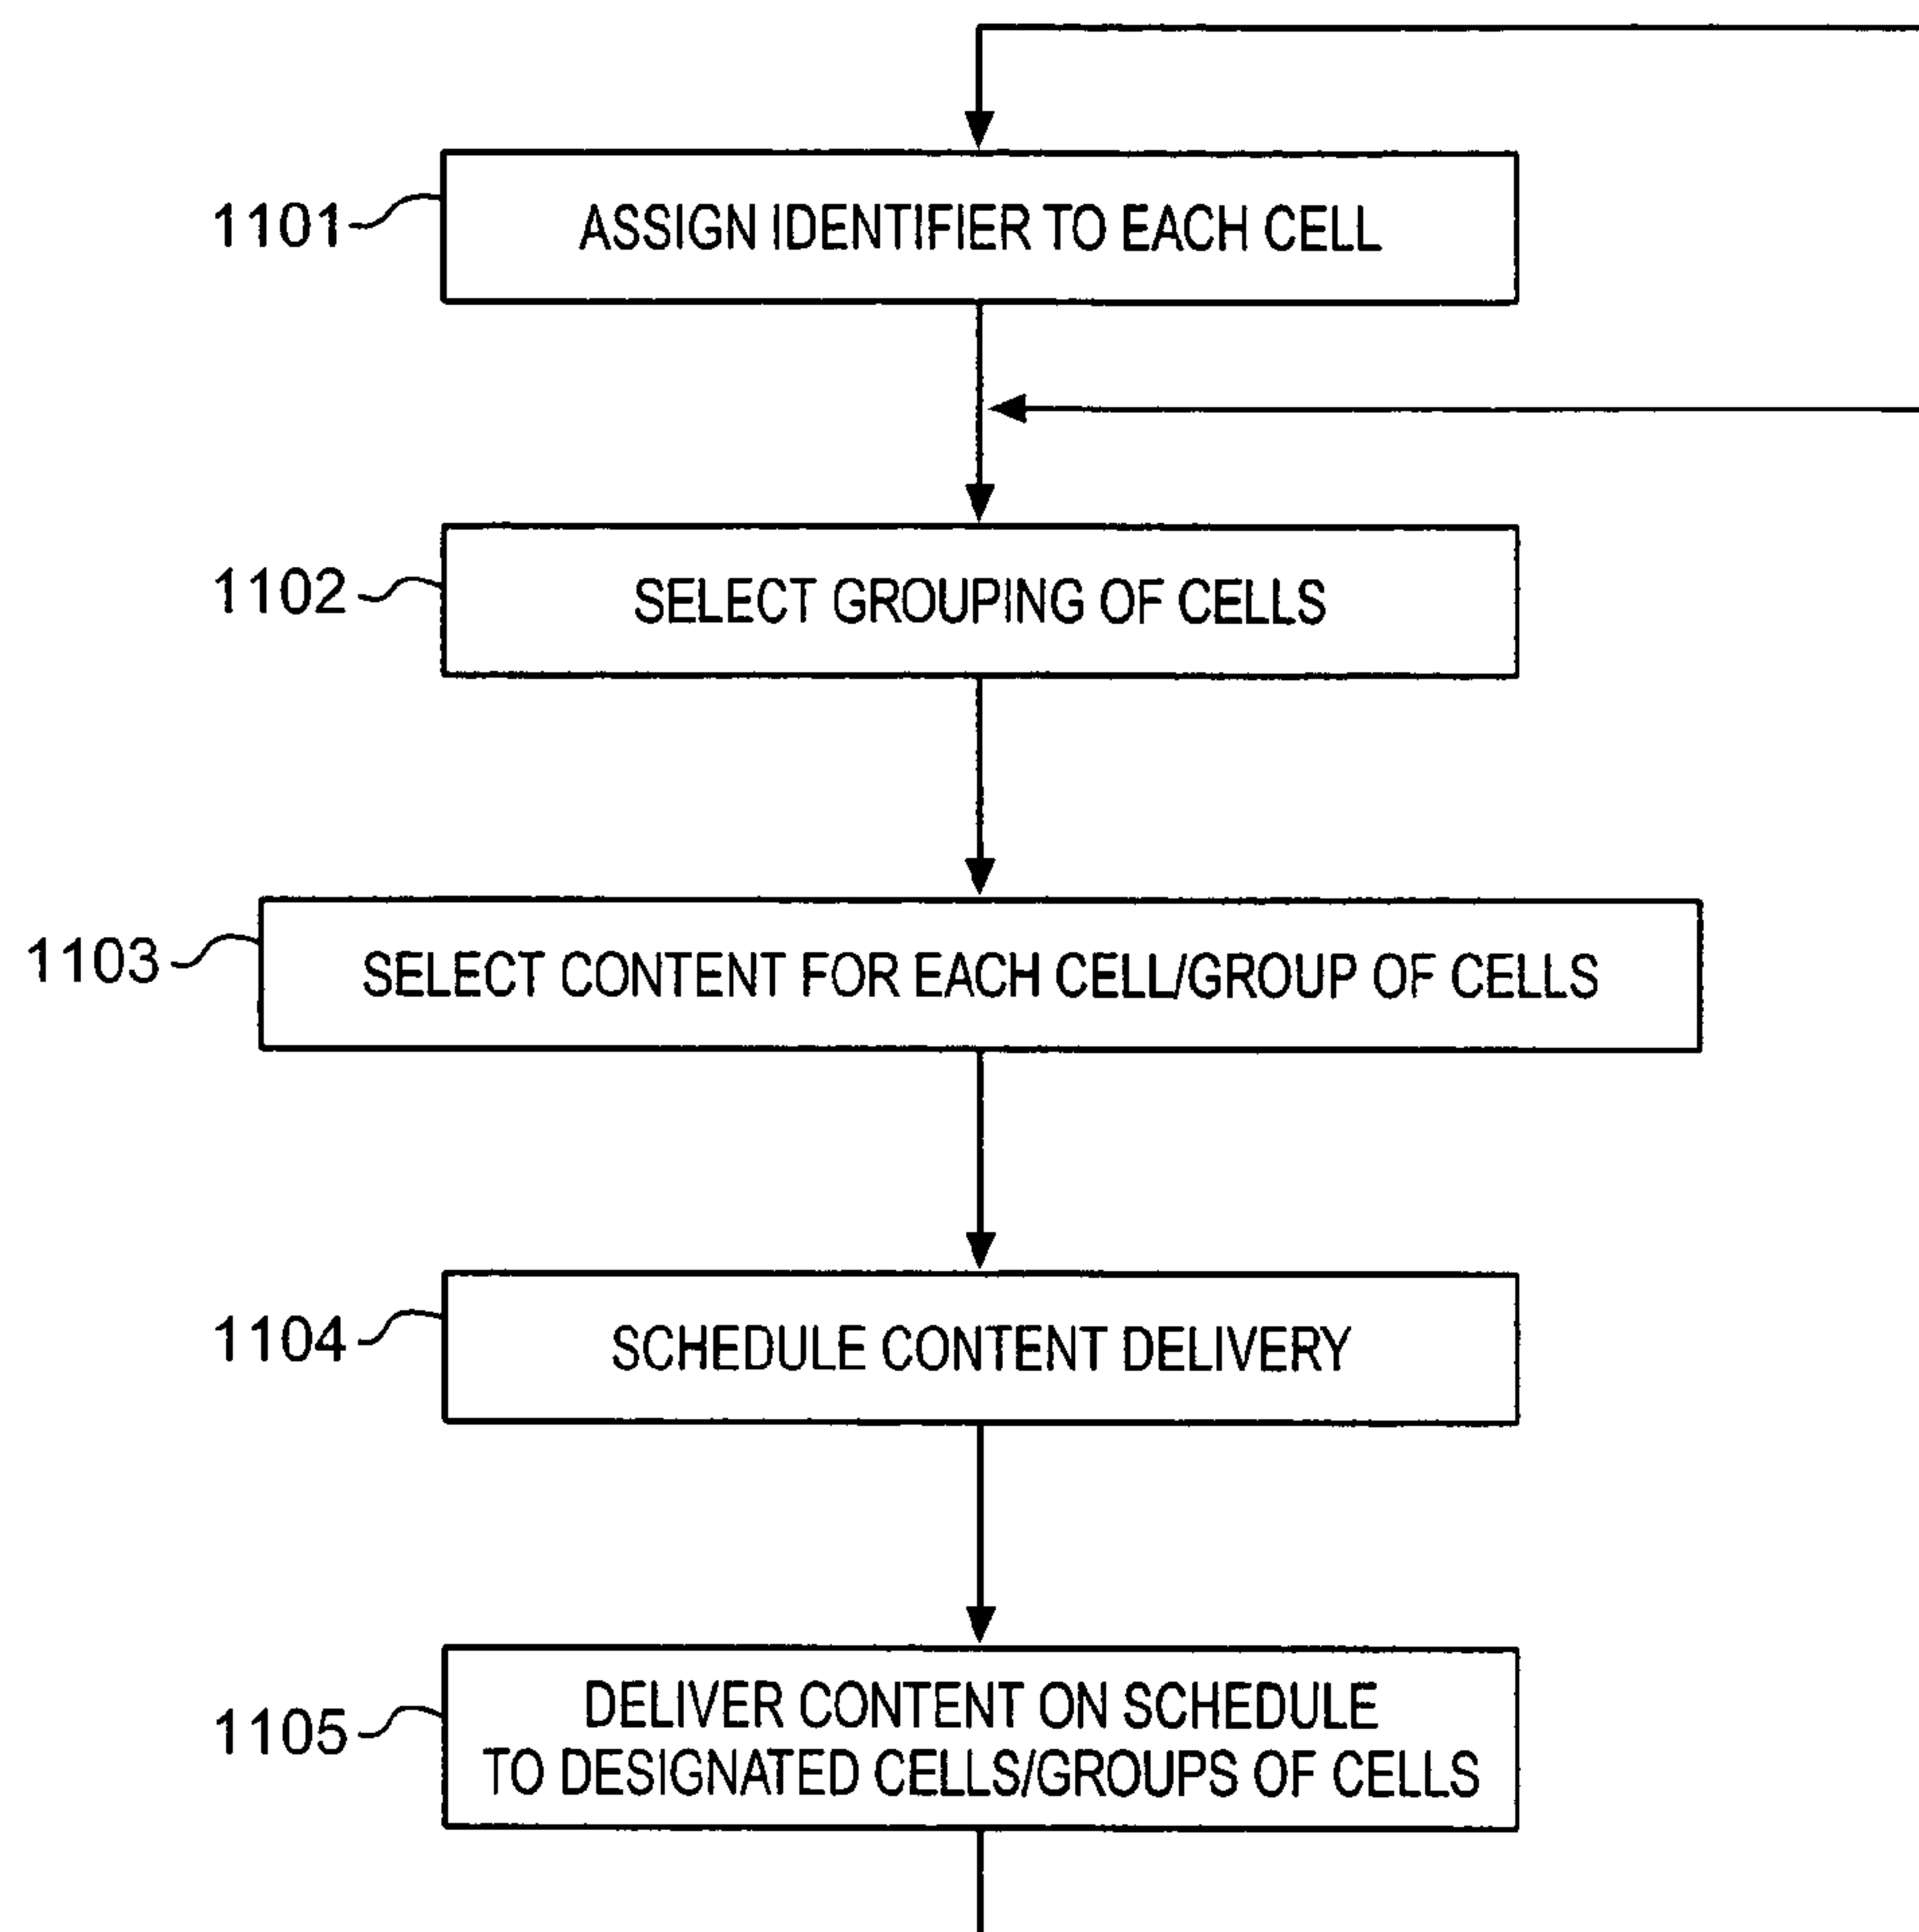 1101
ASSIGN IDENTIFIER TO EACH CELL
1102
SELECT GROUPING OF CELLS
1103
SELECT CONTENT FOR EACH CELL/GROUP OF CELLS
1104
SCHEDULE CONTENT DELIVERY
1105
DELIVER CONTENT ON SCHEDULE
TO DESIGNATED CELLS/GROUPS OF CELLS